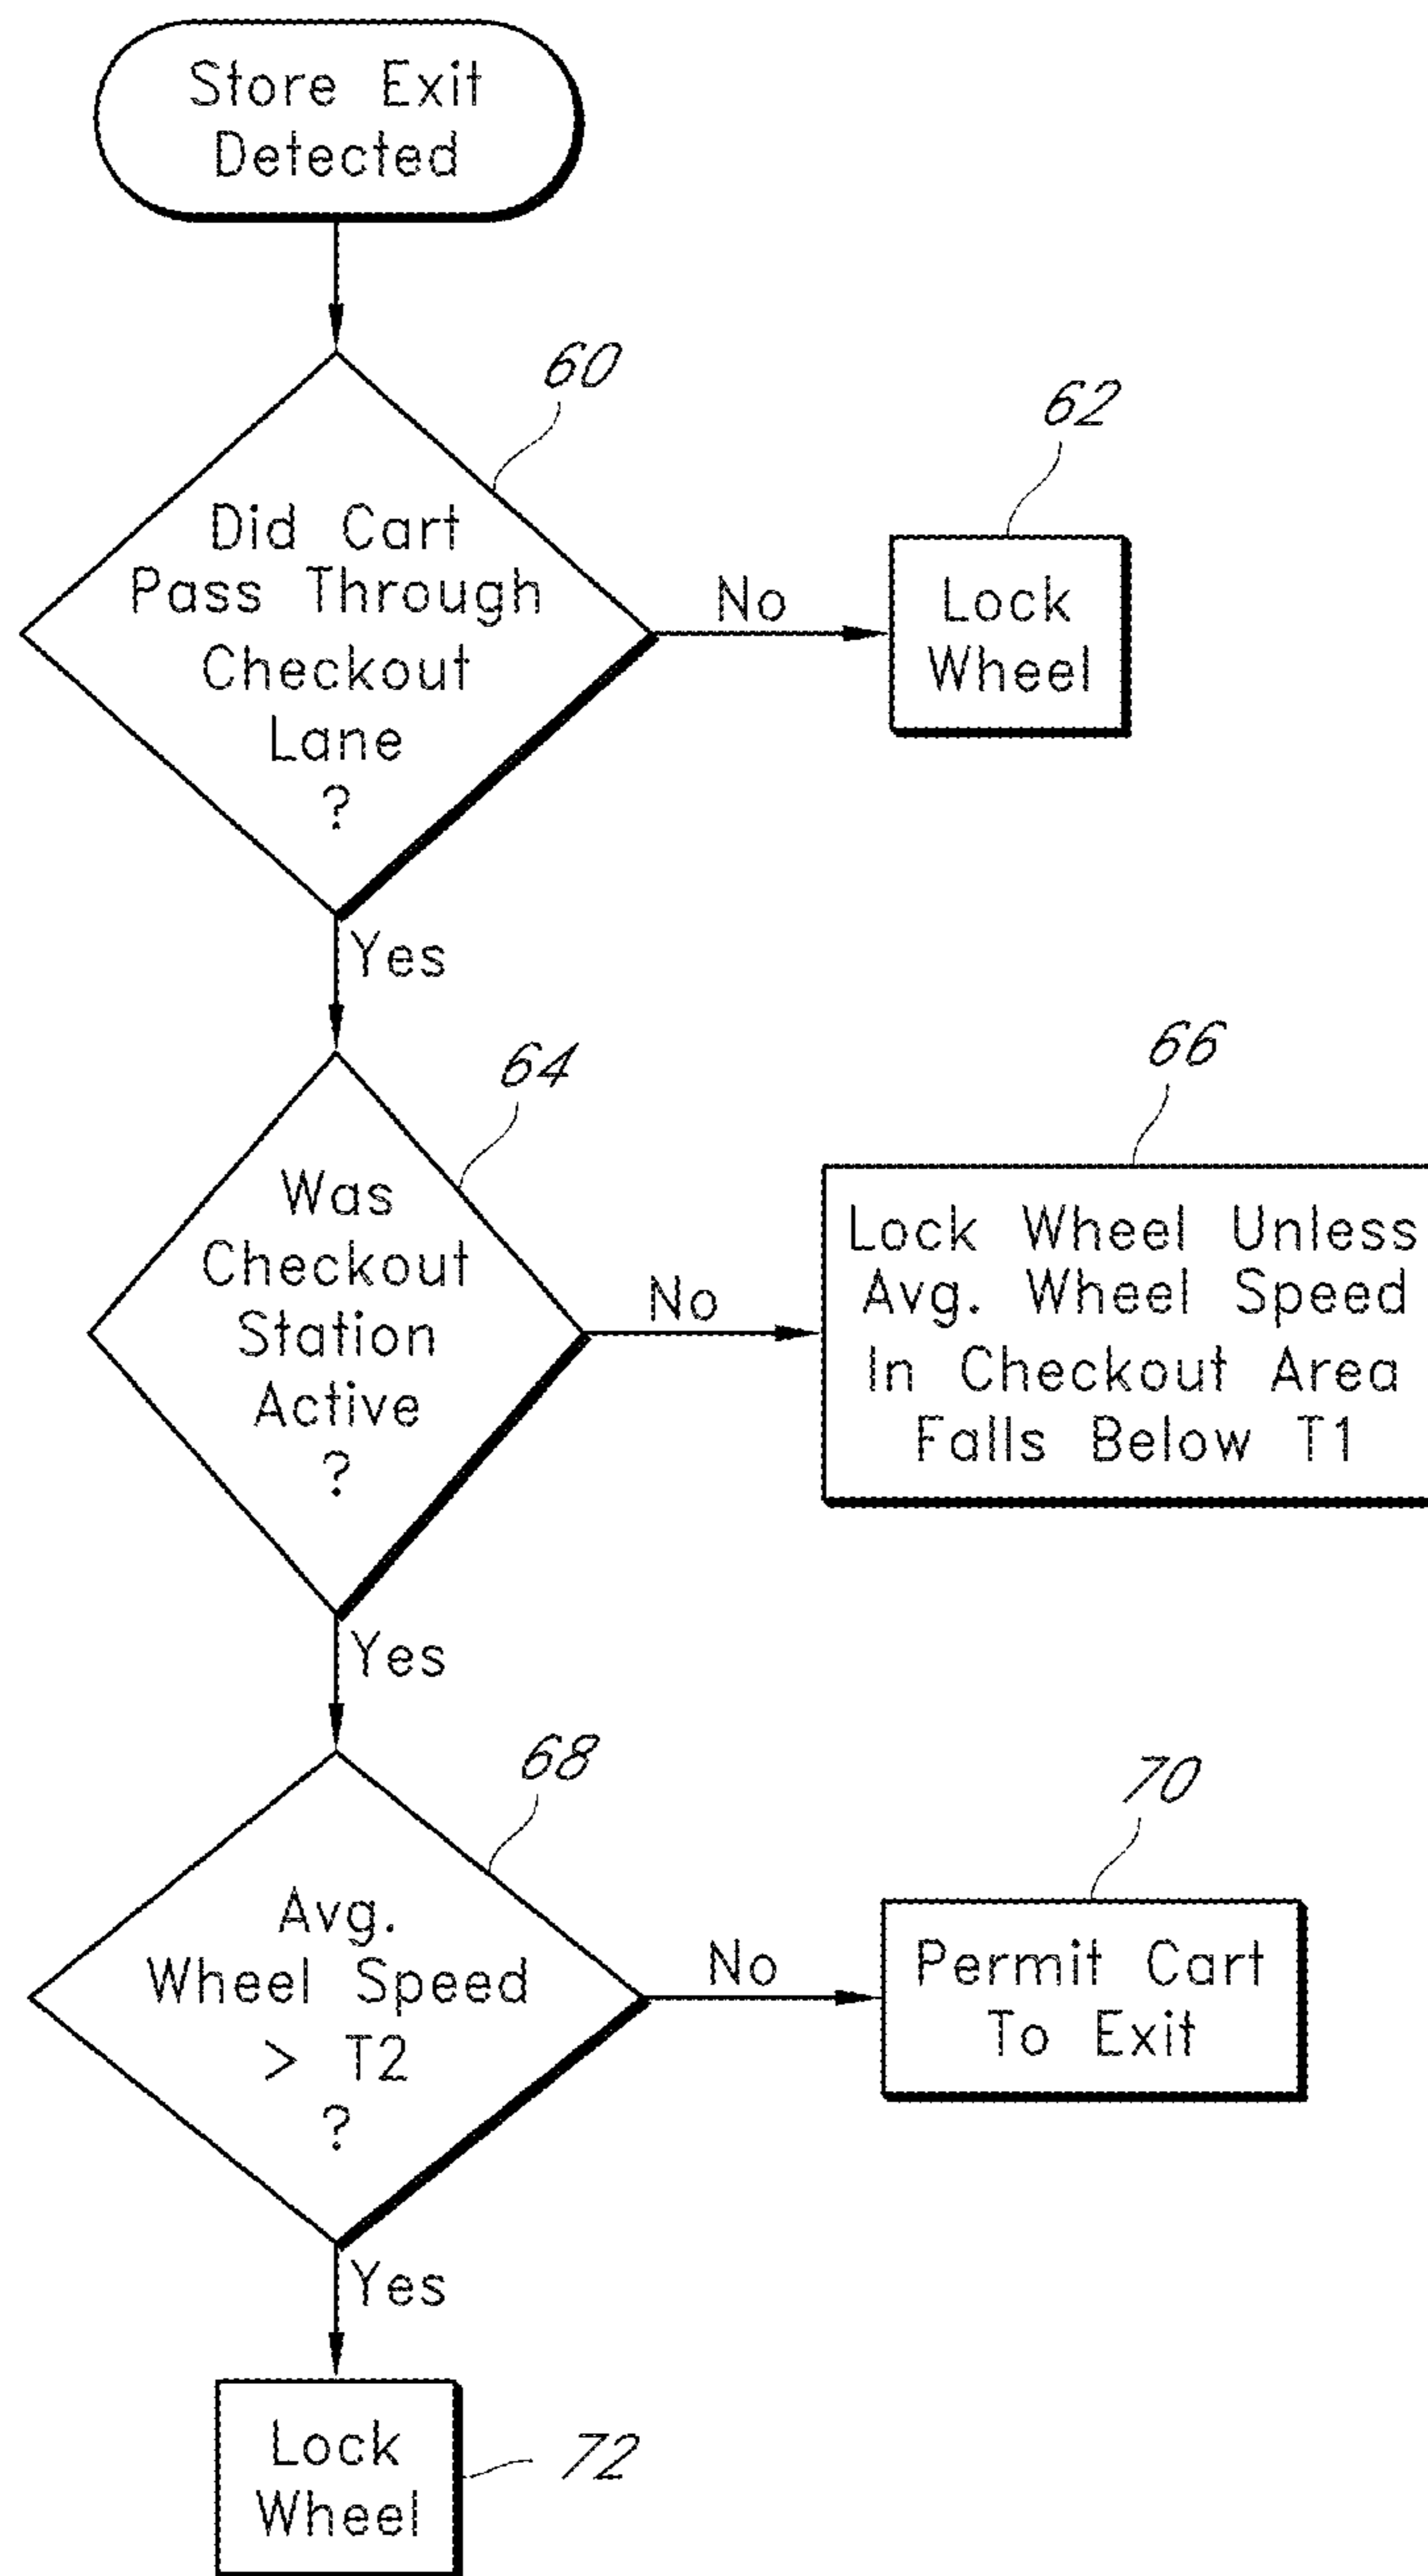 Store Exit
Detected
60
Did Cart
Pass Through
Checkout
Lane
?
No
62
Lock
Wheel
Yes
64
Was
Checkout
Station
Active
?
No
66
Lock Wheel Unless
Avg. Wheel Speed
In Checkout Area
Falls Below T1
Yes
68
Avg.
Wheel Speed
> T2
?
No
70
Permit Cart
To Exit
Yes
Lock
Wheel
72